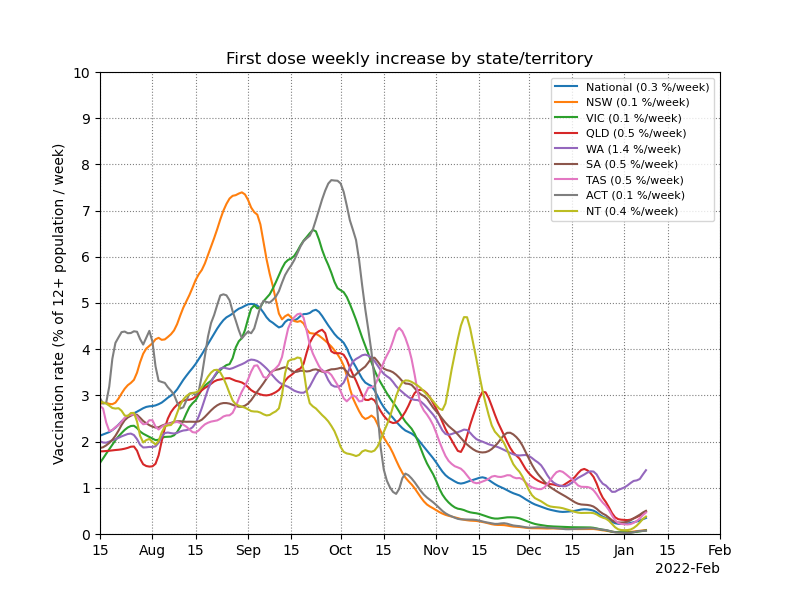 First dose weekly increase by state/territory
Vaccination rate (% of 12+ population / week)
10
9
8
7
6
5
4
3
2
1
0
National (0.3 %/week)
NSW (0.1 %/week)
VIC (0.1 %/week)
QLD (0.5 %/week)
WA (1.4 %/week)
SA (0.5 %/week)
TAS (0.5 %/week)
ACT (0.1 %/week)
NT (0.4 %/week)
15 Aug 15 Sep 15 Oct 15 Nov 15 Dec 15 Jan 15 Feb
2022-Feb